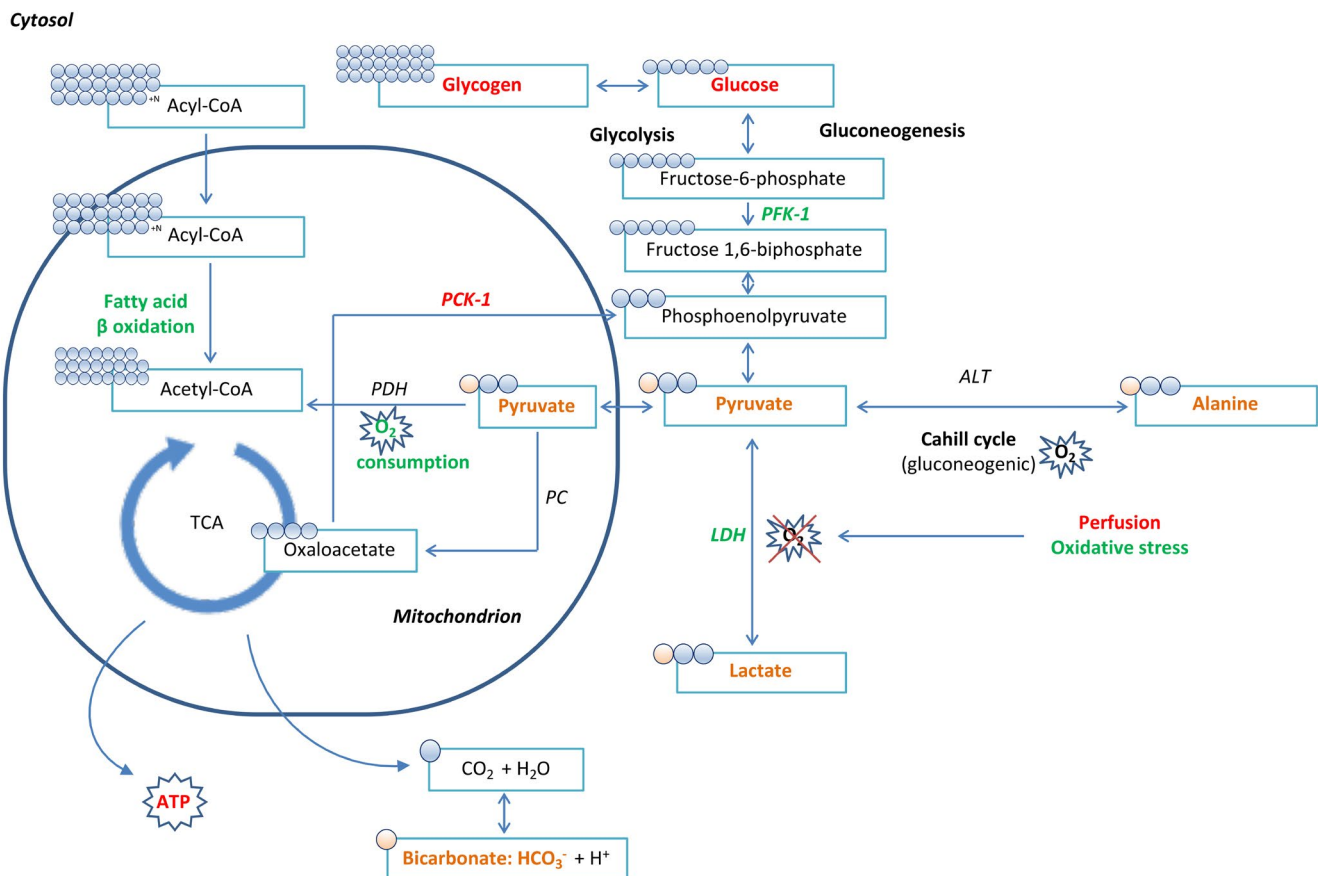 Cytosol
Glycogen
Glucose
+N
Acyl-CoA
Glycolysis
Gluconeogenesis
Fructose-6-phosphate
PFK-1
+N
Acyl-CoA
Fructose 1,6-biphosphate
Fatty acid
β oxidation
PCK-1
Phosphoenolpyruvate
Acetyl-CoA
PDH
Pyruvate
Pyruvate
ALT
Alanine
O₂
consumption
Cahill cycle
(gluconeogenic)
O₂
PC
TCA
Oxaloacetate
LDH
O₂
Perfusion
Oxidative stress
Mitochondrion
Lactate
CO₂ + H₂O
ATP
Bicarbonate: HCO₃⁻ + H⁺